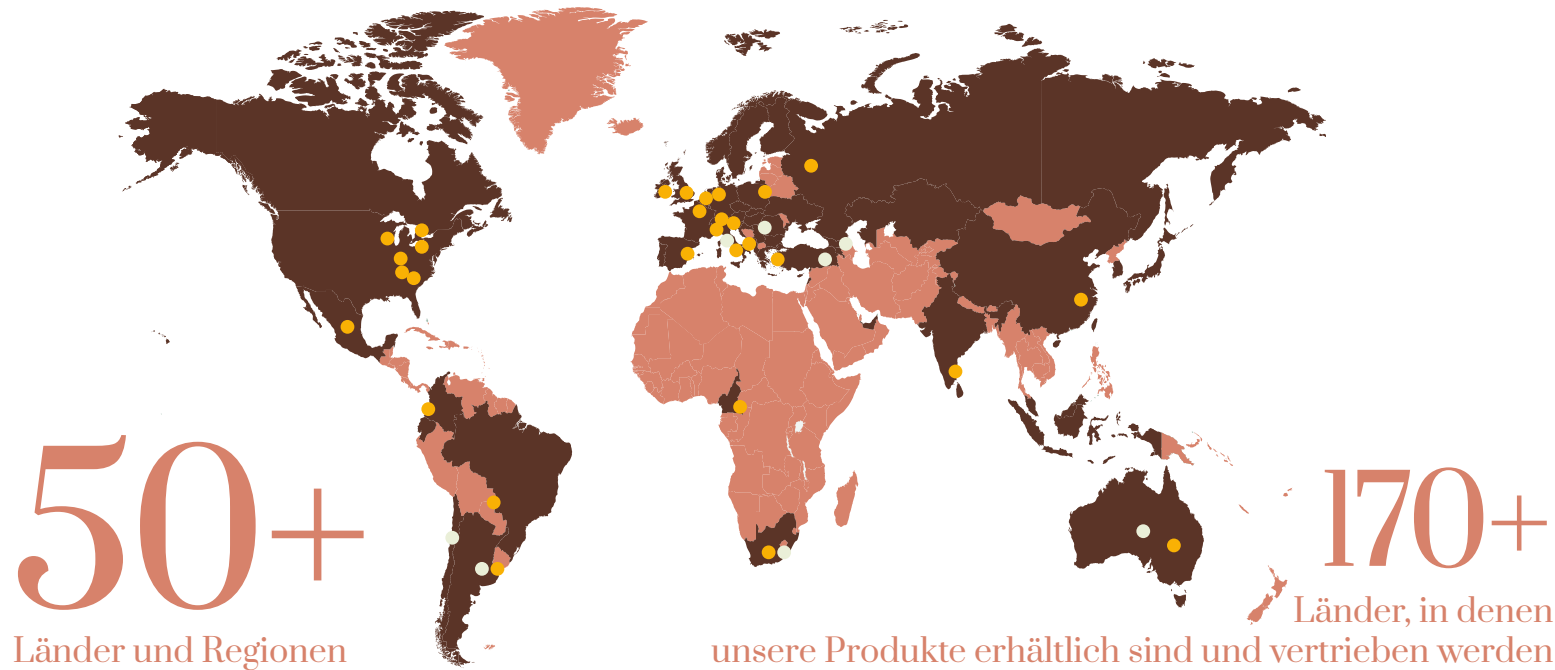 50+
Länder und Regionen
170+
Länder, in denen
unsere Produkte erhältlich sind und vertrieben werden